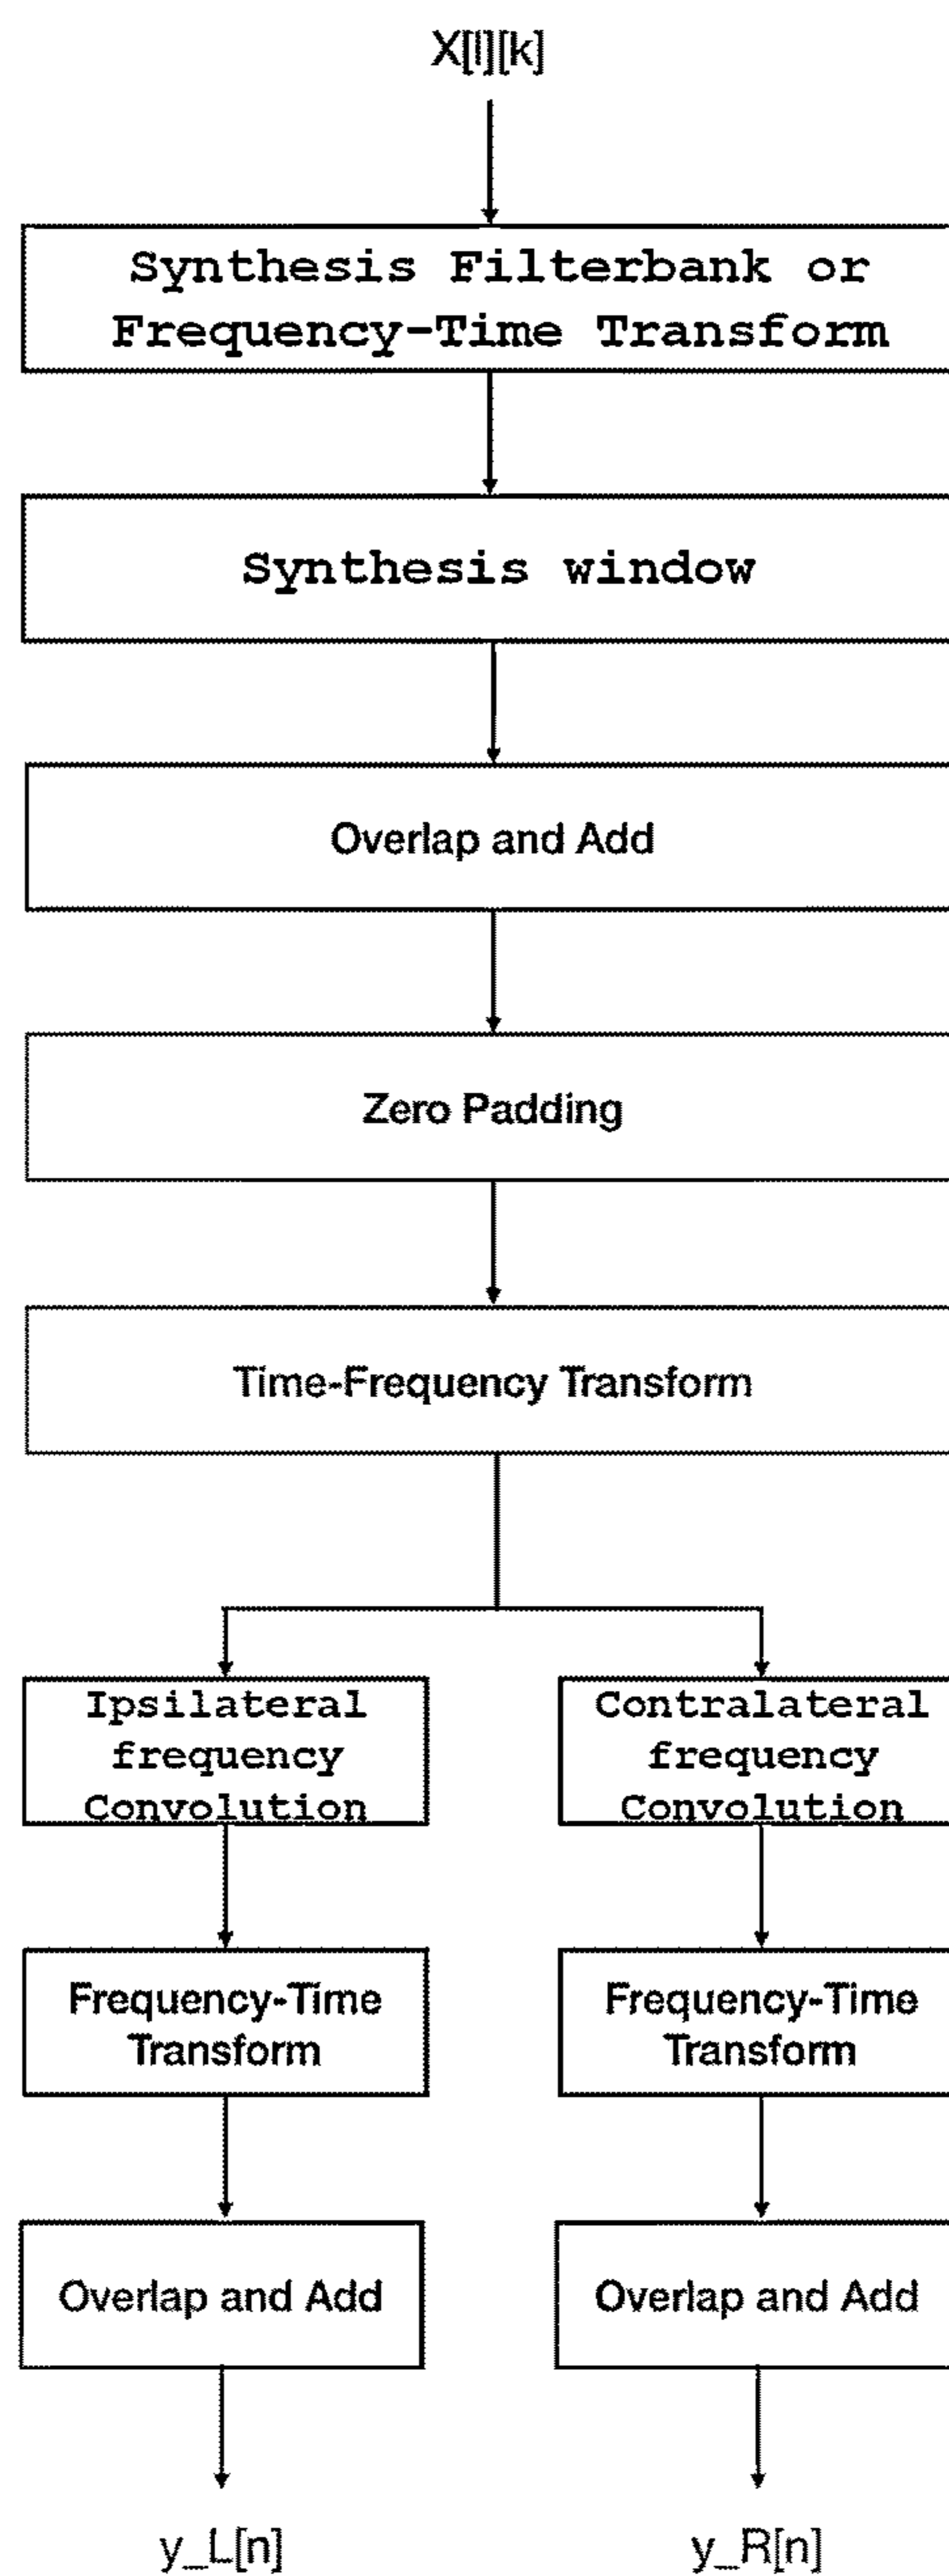 X[l][k]
Synthesis Filterbank or
Frequency-Time Transform
Synthesis window
Overlap and Add
Zero Padding
Time-Frequency Transform
Ipsilateral
frequency
Convolution
Contralateral
frequency
Convolution
Frequency-Time
Transform
Frequency-Time
Transform
Overlap and Add
Overlap and Add
y_L[n]
y_R[n]